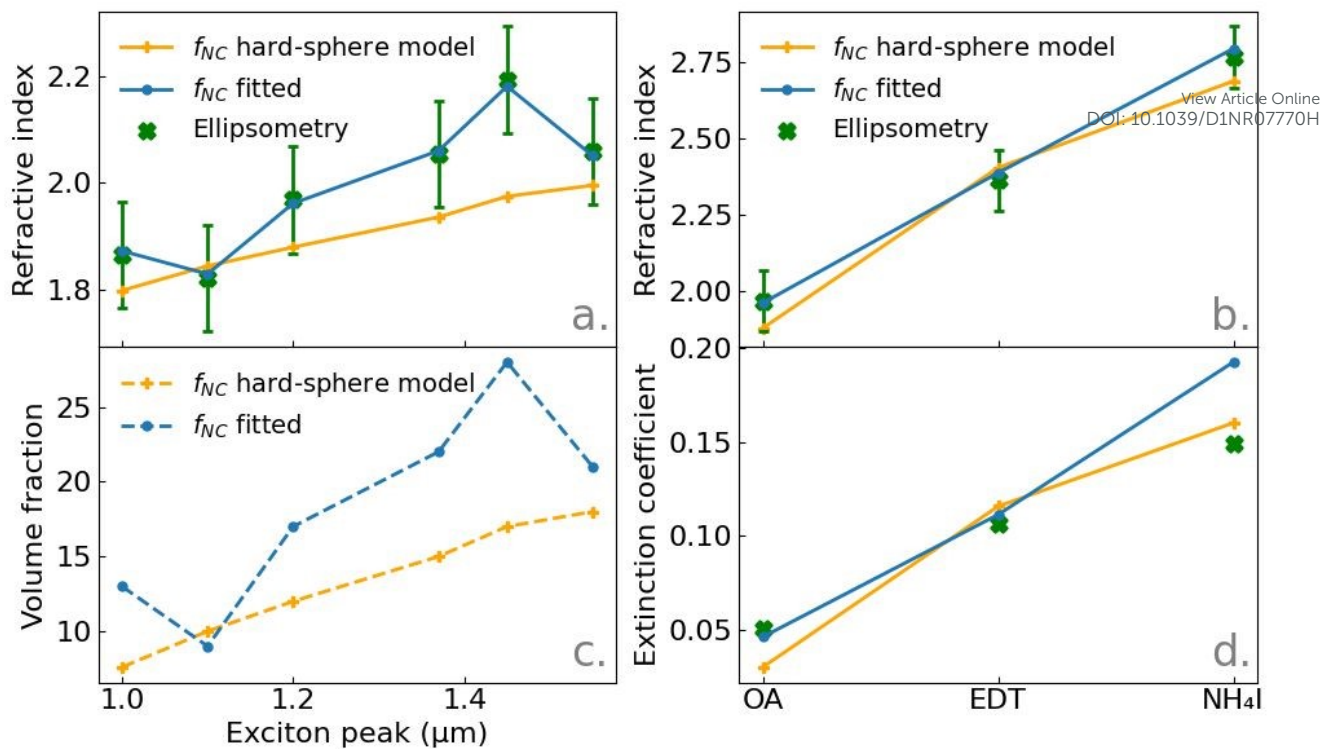 Refractive index
2.2
2.0
1.8
f_NC hard-sphere model
f_NC fitted
Ellipsometry
a.
Refractive index
2.75
2.50
2.25
2.00
f_NC hard-sphere model
f_NC fitted
Ellipsometry
View Article Online
DOI: 10.1039/D1NR07770H
b.
Volume fraction
25
20
15
10
f_NC hard-sphere model
f_NC fitted
c.
1.0
1.2
1.4
Exciton peak (µm)
Extinction coefficient
0.20
0.15
0.10
0.05
d.
OA
EDT
NH₄I